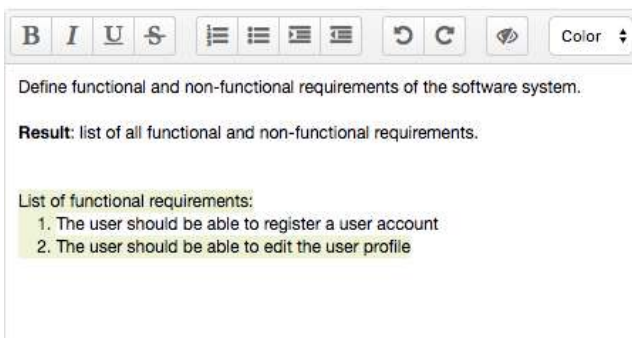 B I U S Color
Define functional and non-functional requirements of the software system.
Result: list of all functional and non-functional requirements.
List of functional requirements:
1. The user should be able to register a user account
2. The user should be able to edit the user profile